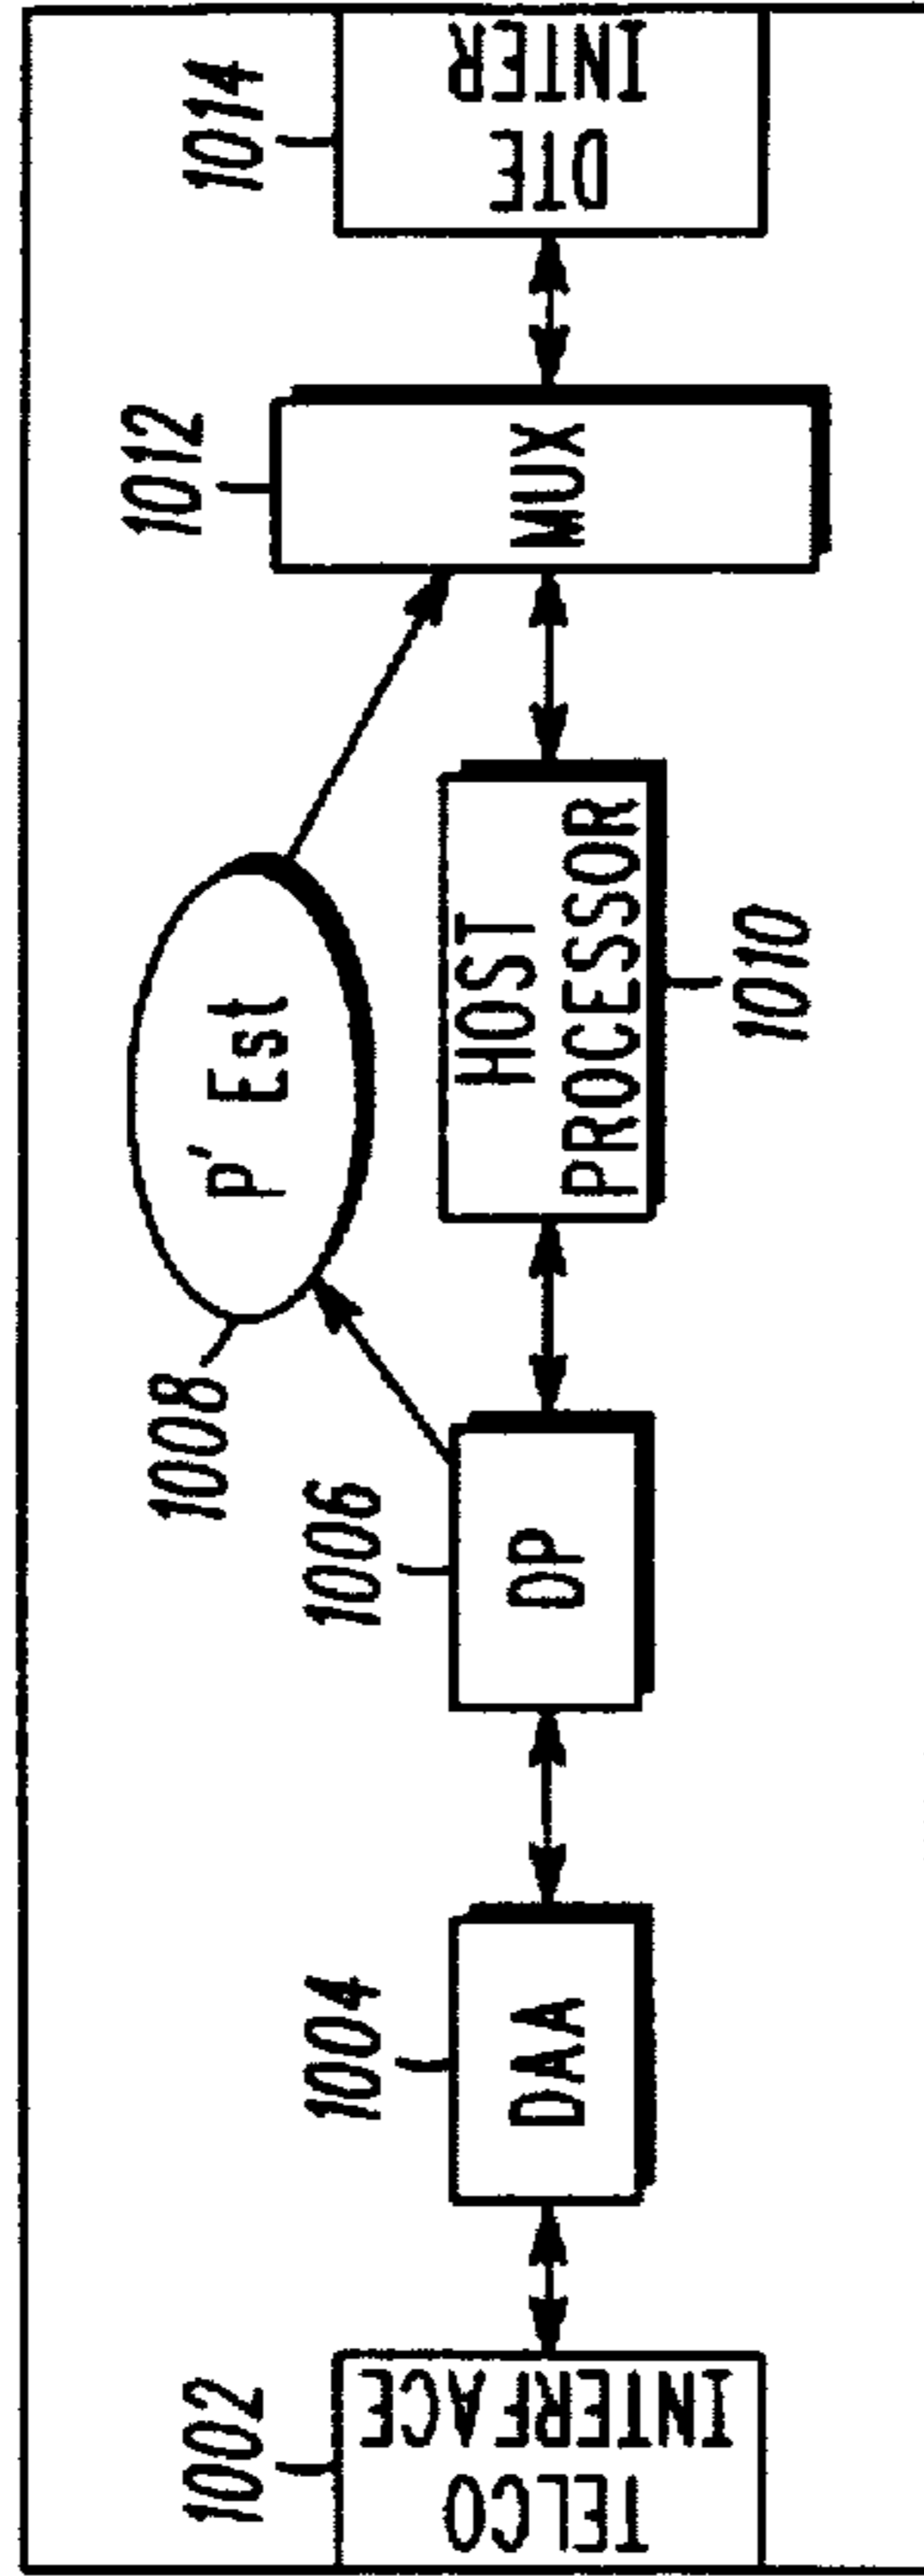 1002
TELCO
INTERFACE
1004
DAA
1006
DP
1008
P' Est
HOST
PROCESSOR
1010
1012
MUX
1014
DTE
INTER